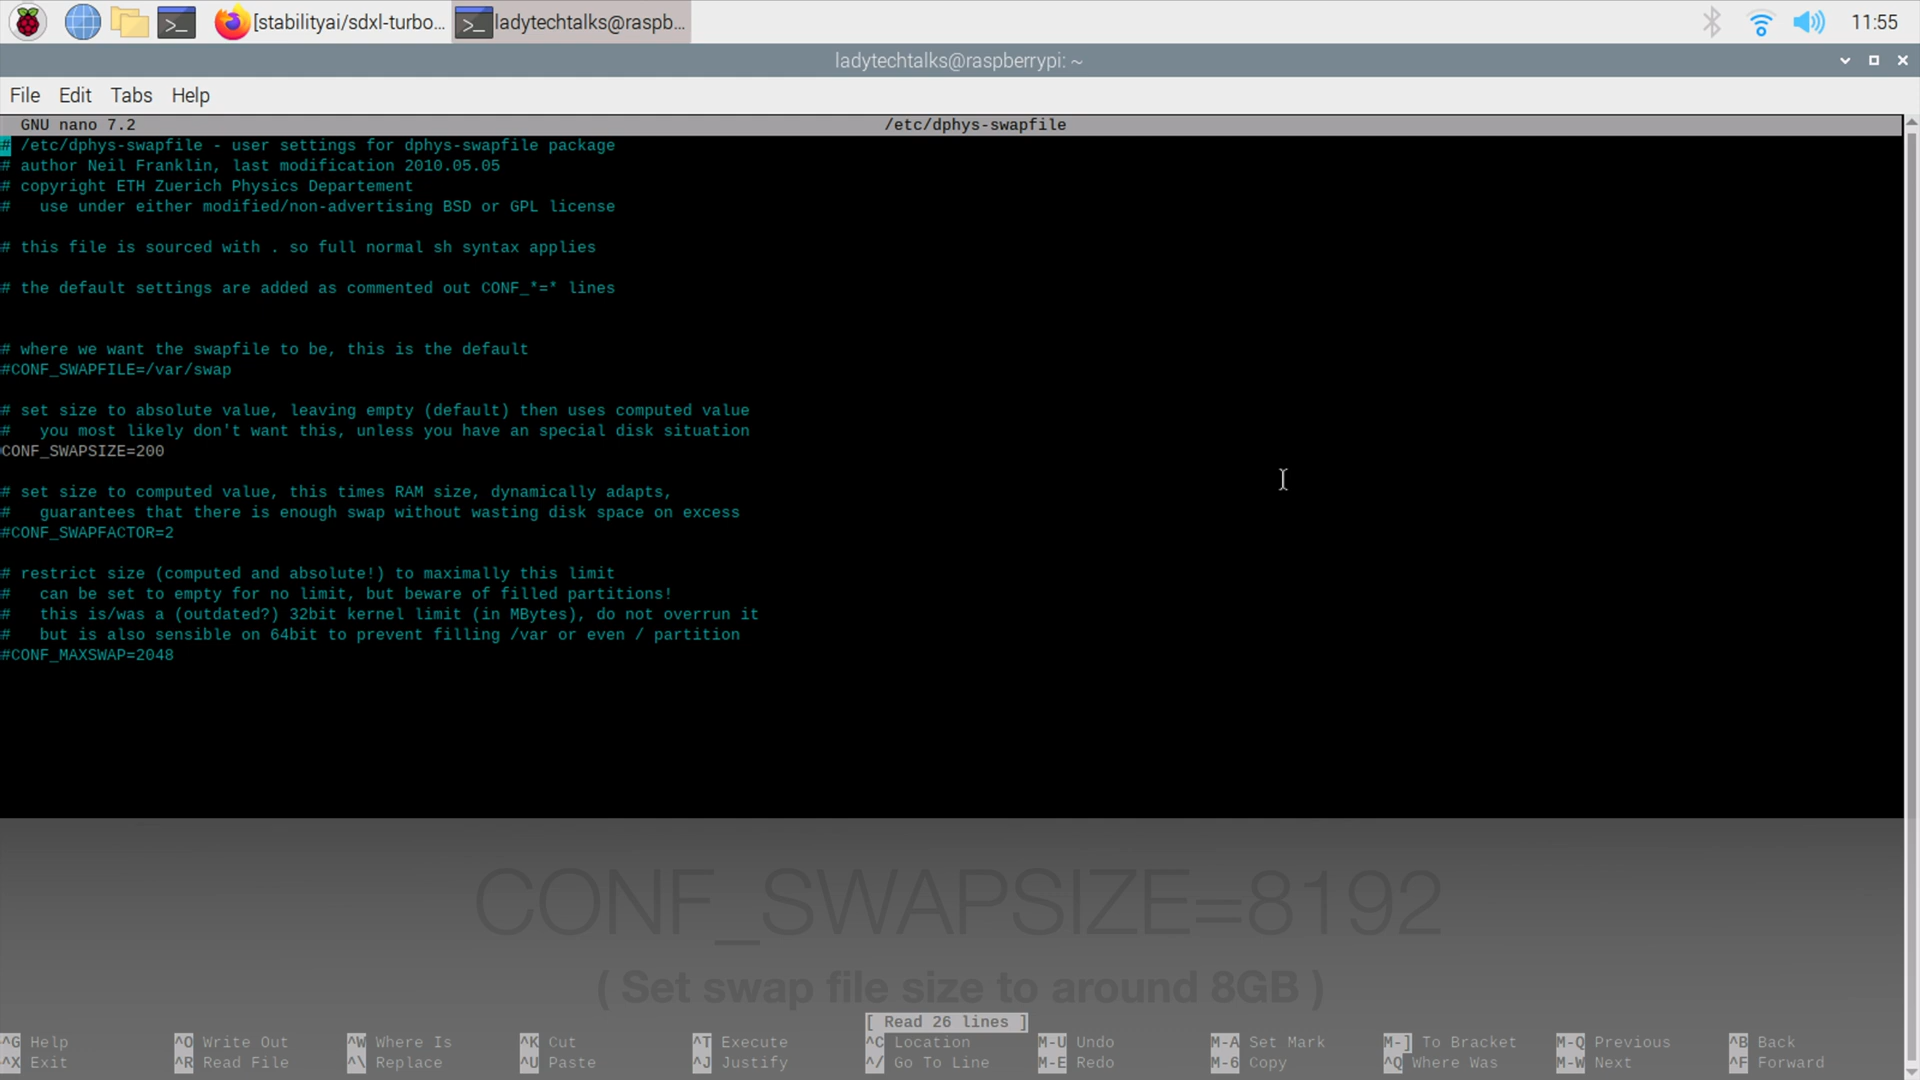 [stabilityai/sdxl-turbo...
ladytechtalks@raspb...
11:55
ladytechtalks@raspberrypi: ~
File Edit Tabs Help
GNU nano 7.2 /etc/dphys-swapfile
# /etc/dphys-swapfile - user settings for dphys-swapfile package
# author Neil Franklin, last modification 2010.05.05
# copyright ETH Zuerich Physics Departement
#   use under either modified/non-advertising BSD or GPL license
# this file is sourced with . so full normal sh syntax applies
# the default settings are added as commented out CONF_*=* lines
# where we want the swapfile to be, this is the default
#CONF_SWAPFILE=/var/swap
# set size to absolute value, leaving empty (default) then uses computed value
#   you most likely don't want this, unless you have an special disk situation
CONF_SWAPSIZE=200
# set size to computed value, this times RAM size, dynamically adapts,
#   guarantees that there is enough swap without wasting disk space on excess
#CONF_SWAPFACTOR=2
# restrict size (computed and absolute!) to maximally this limit
#   can be set to empty for no limit, but beware of filled partitions!
#   this is/was a (outdated?) 32bit kernel limit (in MBytes), do not overrun it
#   but is also sensible on 64bit to prevent filling /var or even / partition
#CONF_MAXSWAP=2048
CONF_SWAPSIZE=8192
( Set swap file size to around 8GB )
[ Read 26 lines ]
^G Help ^O Write Out ^W Where Is ^K Cut ^T Execute ^C Location M-U Undo M-A Set Mark M-] To Bracket M-Q Previous ^B Back
^X Exit ^R Read File ^\ Replace ^U Paste ^J Justify ^/ Go To Line M-E Redo M-6 Copy ^Q Where Was M-W Next ^F Forward